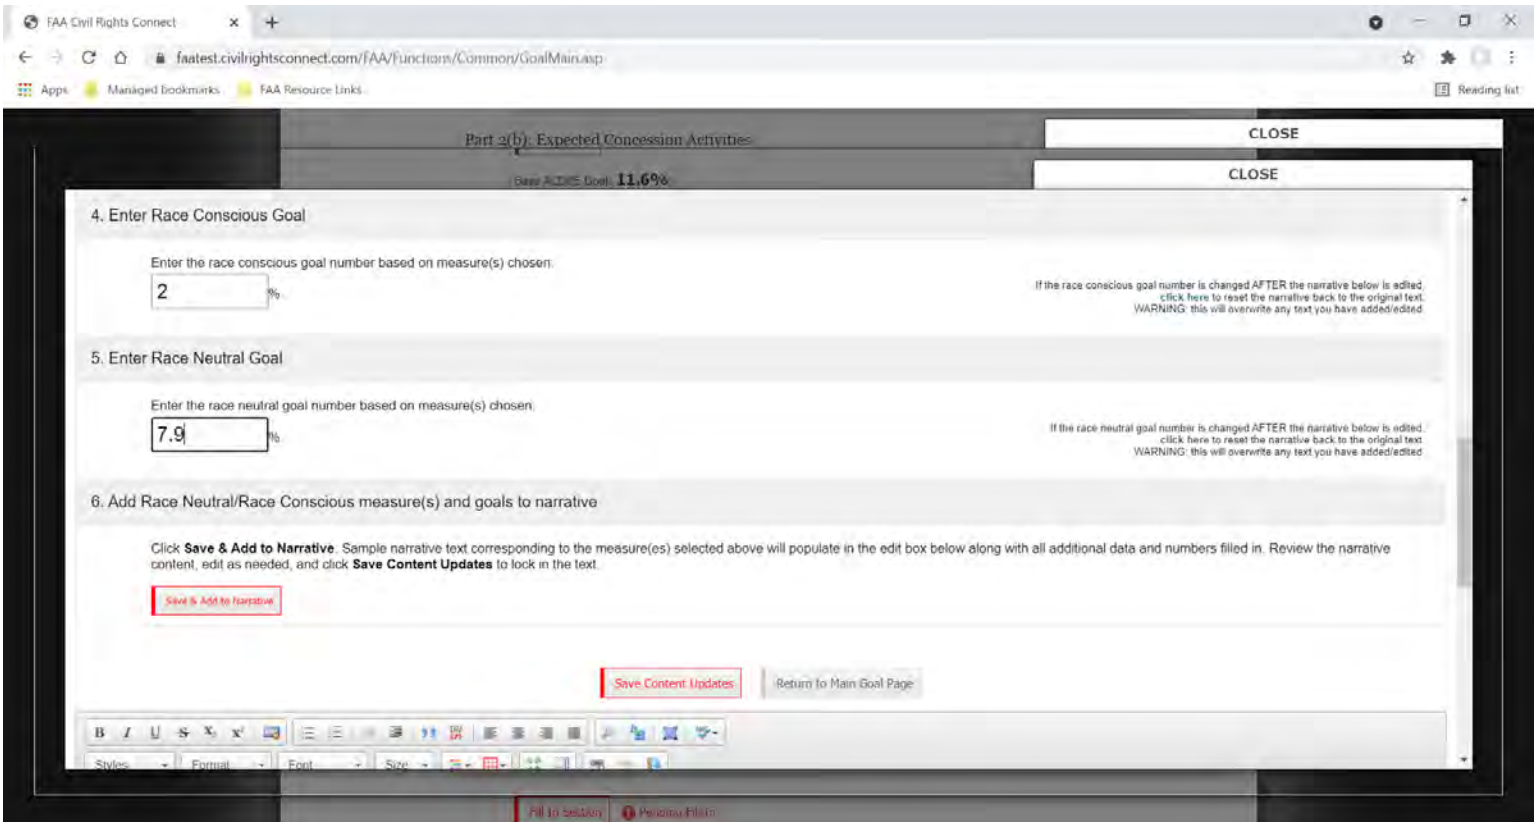 FAA Civil Rights Connect
faatest.civilrightsconnect.com/FAA/Functions/Common/GoalMain.asp
Apps Managed bookmarks FAA Resource Links Reading list
Part 2(b): Expected Concession Activities
CLOSE
CLOSE
Base ACDBE Goal: 11.6%
4. Enter Race Conscious Goal
Enter the race conscious goal number based on measure(s) chosen:
2 %
If the race conscious goal number is changed AFTER the narrative below is edited,
click here to reset the narrative back to the original text.
WARNING: this will overwrite any text you have added/edited.
5. Enter Race Neutral Goal
Enter the race neutral goal number based on measure(s) chosen:
7.9 %
If the race neutral goal number is changed AFTER the narrative below is edited,
click here to reset the narrative back to the original text.
WARNING: this will overwrite any text you have added/edited.
6. Add Race Neutral/Race Conscious measure(s) and goals to narrative
Click Save & Add to Narrative. Sample narrative text corresponding to the measure(es) selected above will populate in the edit box below along with all additional data and numbers filled in. Review the narrative
content, edit as needed, and click Save Content Updates to lock in the text.
Save & Add to Narrative
Save Content Updates Return to Main Goal Page
B I U S X₂ x²
Styles Format Font Size
Fill In Section